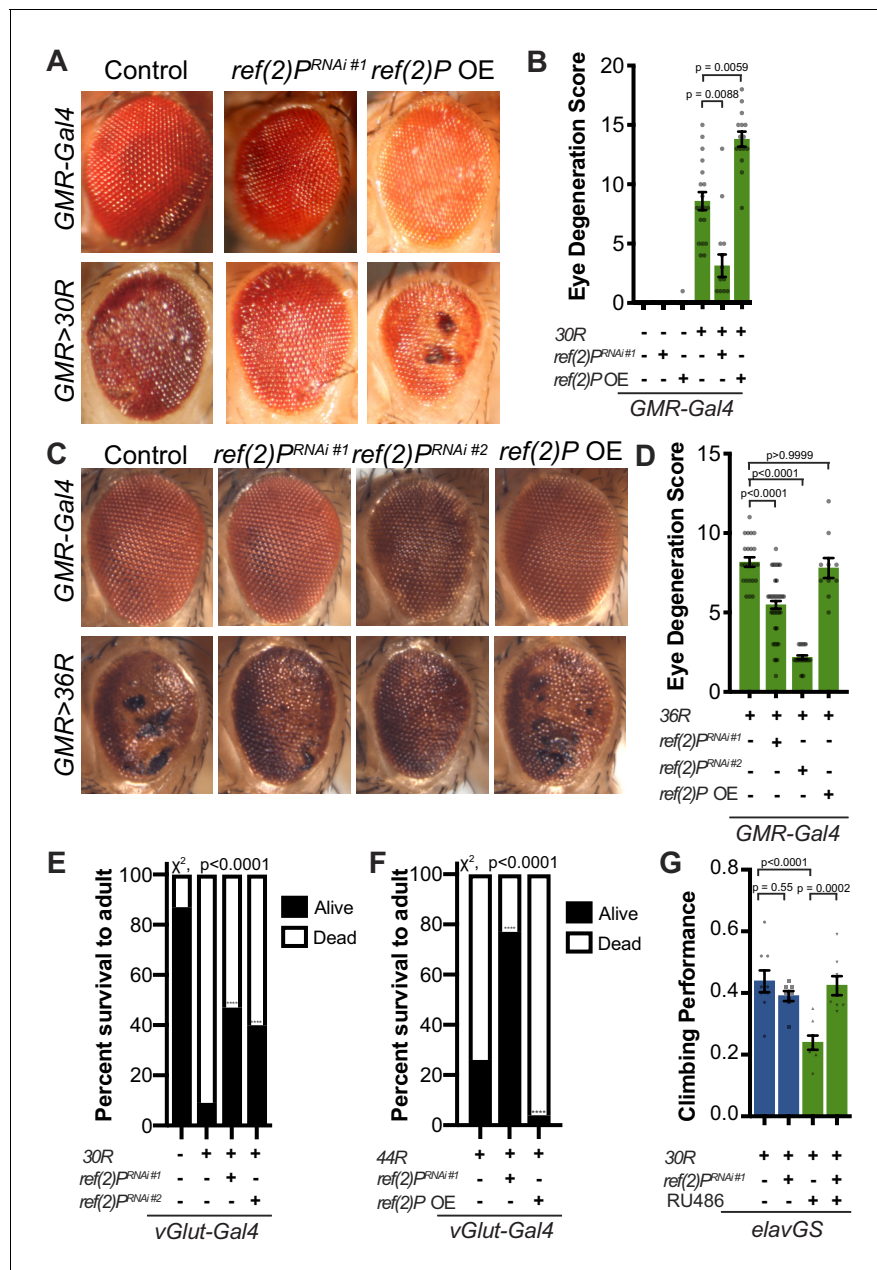 A
Control
ref(2)P^RNAi #1
ref(2)P OE
GMR-Gal4
GMR>30R
B
Eye Degeneration Score
20
15
10
5
0
p = 0.0059
p = 0.0088
30R - - - + + +
ref(2)P^RNAi#1 - + - - + -
ref(2)P OE - - + - - +
GMR-Gal4
C
Control
ref(2)P^RNAi #1
ref(2)P^RNAi #2
ref(2)P OE
GMR-Gal4
GMR>36R
D
Eye Degeneration Score
15
10
5
0
p>0.9999
p<0.0001
p<0.0001
36R + + + +
ref(2)P^RNAi#1 - + - -
ref(2)P^RNAi#2 - - + -
ref(2)P OE - - - +
GMR-Gal4
E
Percent survival to adult
100
80
60
40
20
0
χ², p<0.0001
****
****
Alive
Dead
30R - + + +
ref(2)P^RNAi#1 - - + -
ref(2)P^RNAi#2 - - - +
vGlut-Gal4
F
Percent survival to adult
100
80
60
40
20
0
χ², p<0.0001
****
****
Alive
Dead
44R + + +
ref(2)P^RNAi#1 - + -
ref(2)P OE - - +
vGlut-Gal4
G
Climbing Performance
0.8
0.6
0.4
0.2
0.0
p<0.0001
p = 0.55
p = 0.0002
30R + + + +
ref(2)P^RNAi#1 - + - +
RU486 - - + +
elavGS